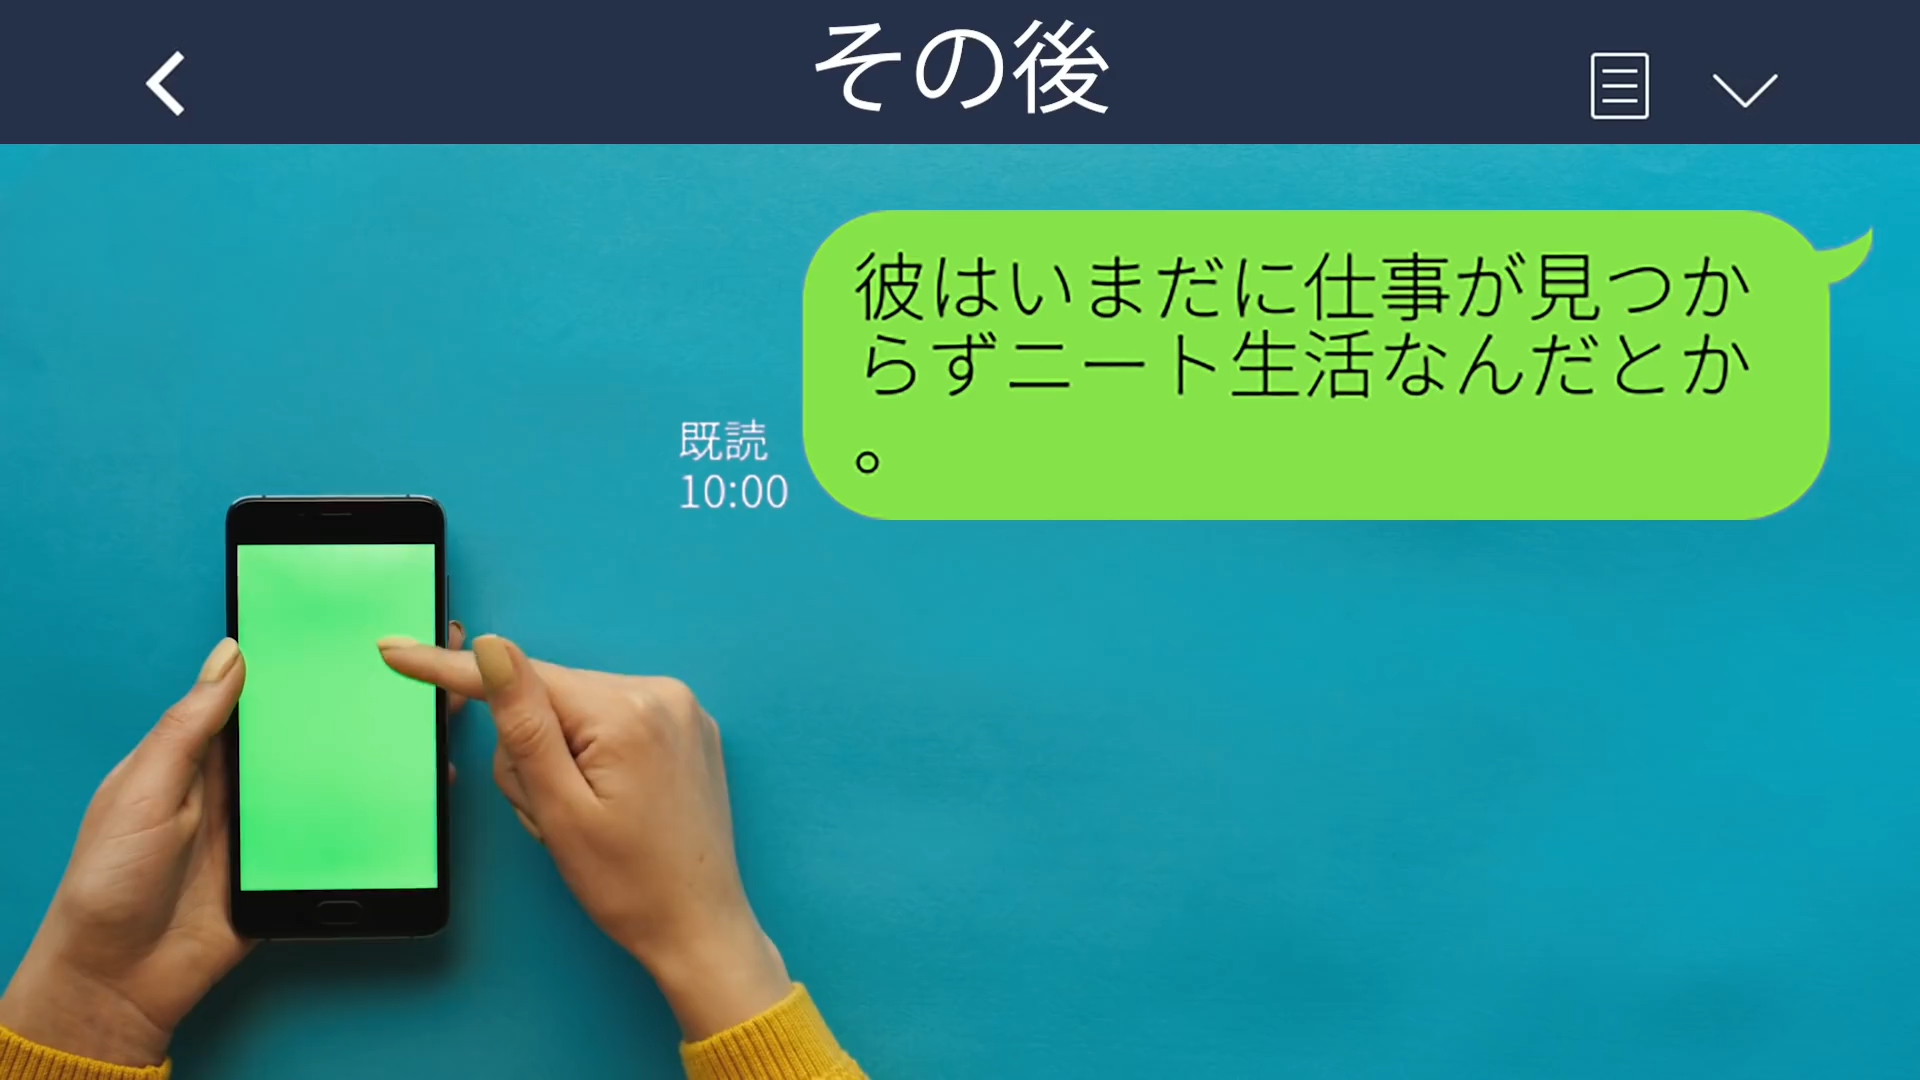 その後
彼はいまだに仕事が見つか
らずニート生活なんだとか
。
既読
10:00